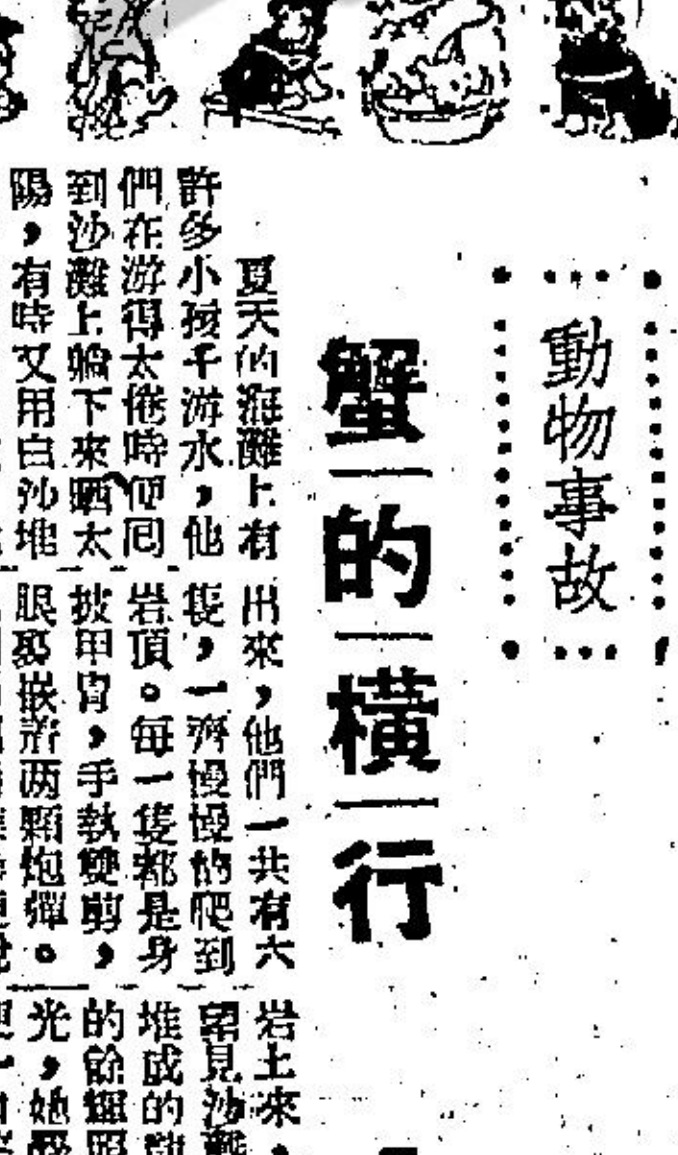 動物事故
蟹的橫行
夏天的海灘上有
許多小孩子游水，他
們在游得太倦時便回
到沙灘上躺下來晒太
陽，有時又用白沙堆
出來，他們一共有六
隻，一齊慢慢的爬到
岩頂。每一隻都是身
披甲冑，手執雙剪，
眼裏嵌着两顆炮彈。
岩上來，
望見沙灘
堆成的
的餘輝照
光，她